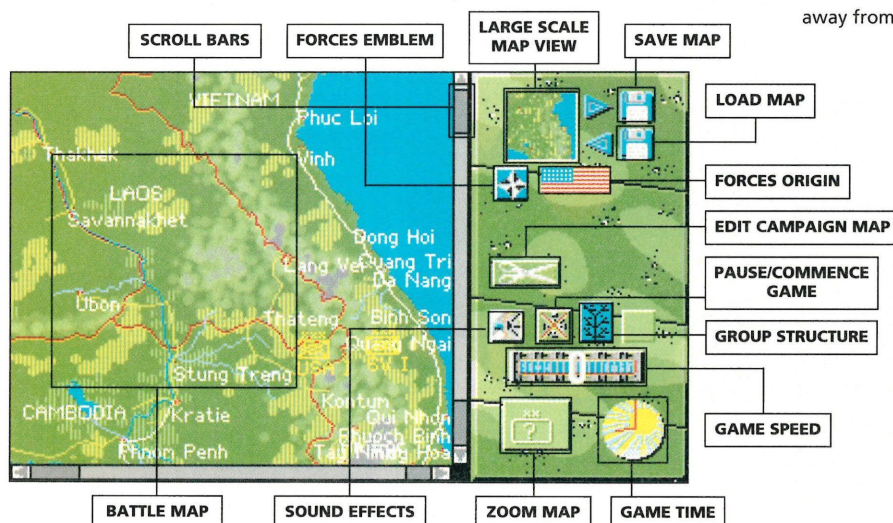 away from
SCROLL BARS
FORCES EMBLEM
LARGE SCALE
MAP VIEW
SAVE MAP
LOAD MAP
FORCES ORIGIN
EDIT CAMPAIGN MAP
PAUSE/COMMENCE
GAME
GROUP STRUCTURE
GAME SPEED
VIETNAM
Phuc Loi
Thakhek
Vinh
LAOS
Savannakhet
Dong Hoi
Lang Vei
Quang Tri
Da Nang
Ubon
Thateng
Binh Son
Quang Ngai
Stung Treng
CAMBODIA
Kratie
Kontum
Qui Nhon
Phuoch Binh
Phnom Penh
xx
?
BATTLE MAP
SOUND EFFECTS
ZOOM MAP
GAME TIME